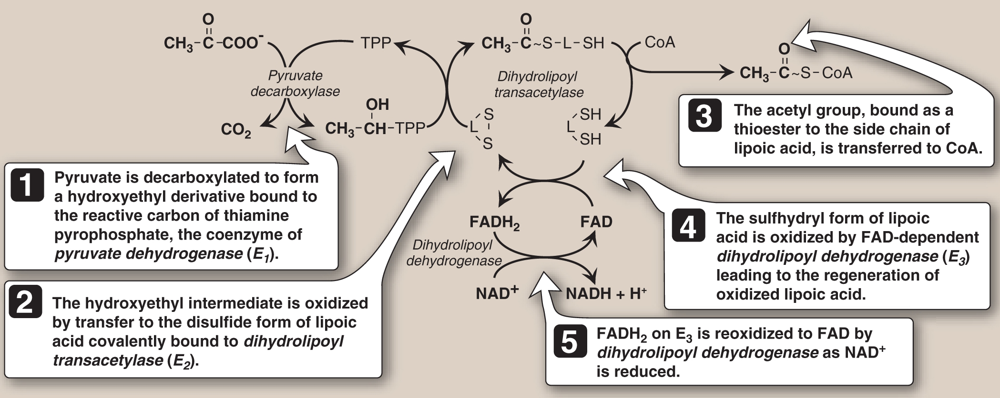 O
CH3-C-COO-
TPP
Pyruvate
decarboxylase
CO2
OH
CH3-CH-TPP
O
CH3-C~S-L-SH
CoA
Dihydrolipoyl
transacetylase
S
L
S
SH
L
SH
O
CH3-C~S-CoA
FADH2
FAD
Dihydrolipoyl
dehydrogenase
NAD+
NADH + H+
1
Pyruvate is decarboxylated to form
a hydroxyethyl derivative bound to
the reactive carbon of thiamine
pyrophosphate, the coenzyme of
pyruvate dehydrogenase (E1).
2
The hydroxyethyl intermediate is oxidized
by transfer to the disulfide form of lipoic
acid covalently bound to dihydrolipoyl
transacetylase (E2).
3
The acetyl group, bound as a
thioester to the side chain of
lipoic acid, is transferred to CoA.
4
The sulfhydryl form of lipoic
acid is oxidized by FAD-dependent
dihydrolipoyl dehydrogenase (E3)
leading to the regeneration of
oxidized lipoic acid.
5
FADH2 on E3 is reoxidized to FAD by
dihydrolipoyl dehydrogenase as NAD+
is reduced.